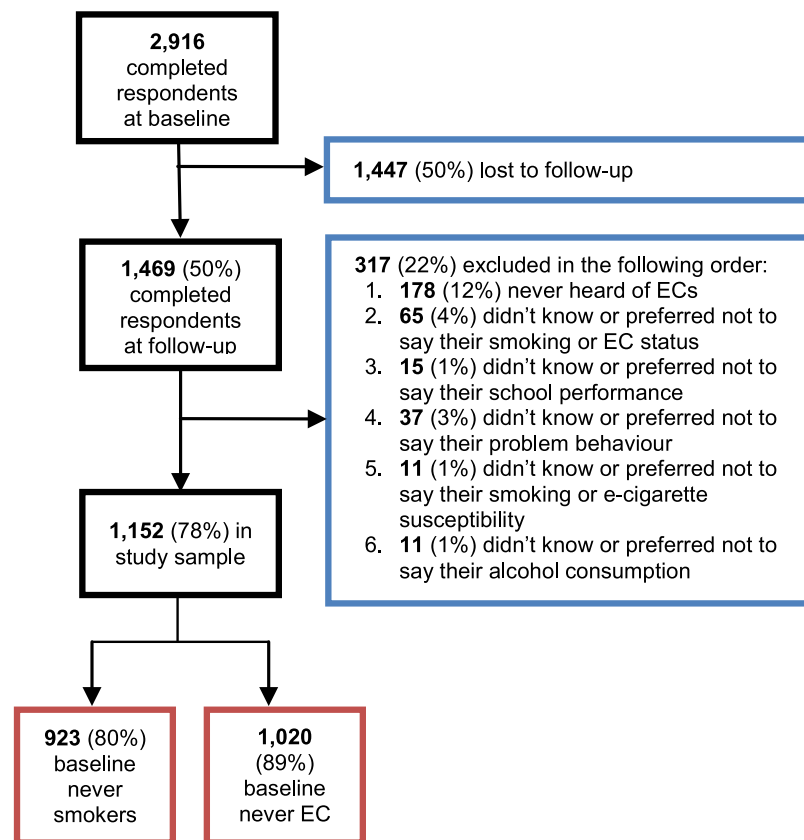 2,916
completed
respondents
at baseline
1,447 (50%) lost to follow-up
1,469 (50%)
completed
respondents
at follow-up
317 (22%) excluded in the following order:
1. 178 (12%) never heard of ECs
2. 65 (4%) didn't know or preferred not to
say their smoking or EC status
3. 15 (1%) didn't know or preferred not to
say their school performance
4. 37 (3%) didn't know or preferred not to
say their problem behaviour
5. 11 (1%) didn't know or preferred not to
say their smoking or e-cigarette
susceptibility
6. 11 (1%) didn't know or preferred not to
say their alcohol consumption
1,152 (78%) in
study sample
923 (80%)
baseline
never
smokers
1,020
(89%)
baseline
never EC